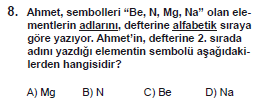 8. Ahmet, sembolleri “Be, N, Mg, Na” olan ele-
mentlerin adlarını, defterine alfabetik sıraya
göre yazıyor. Ahmet’in, defterine 2. sırada
adını yazdığı elementin sembolü aşağıdaki-
lerden hangisidir?
A) Mg B) N C) Be D) Na